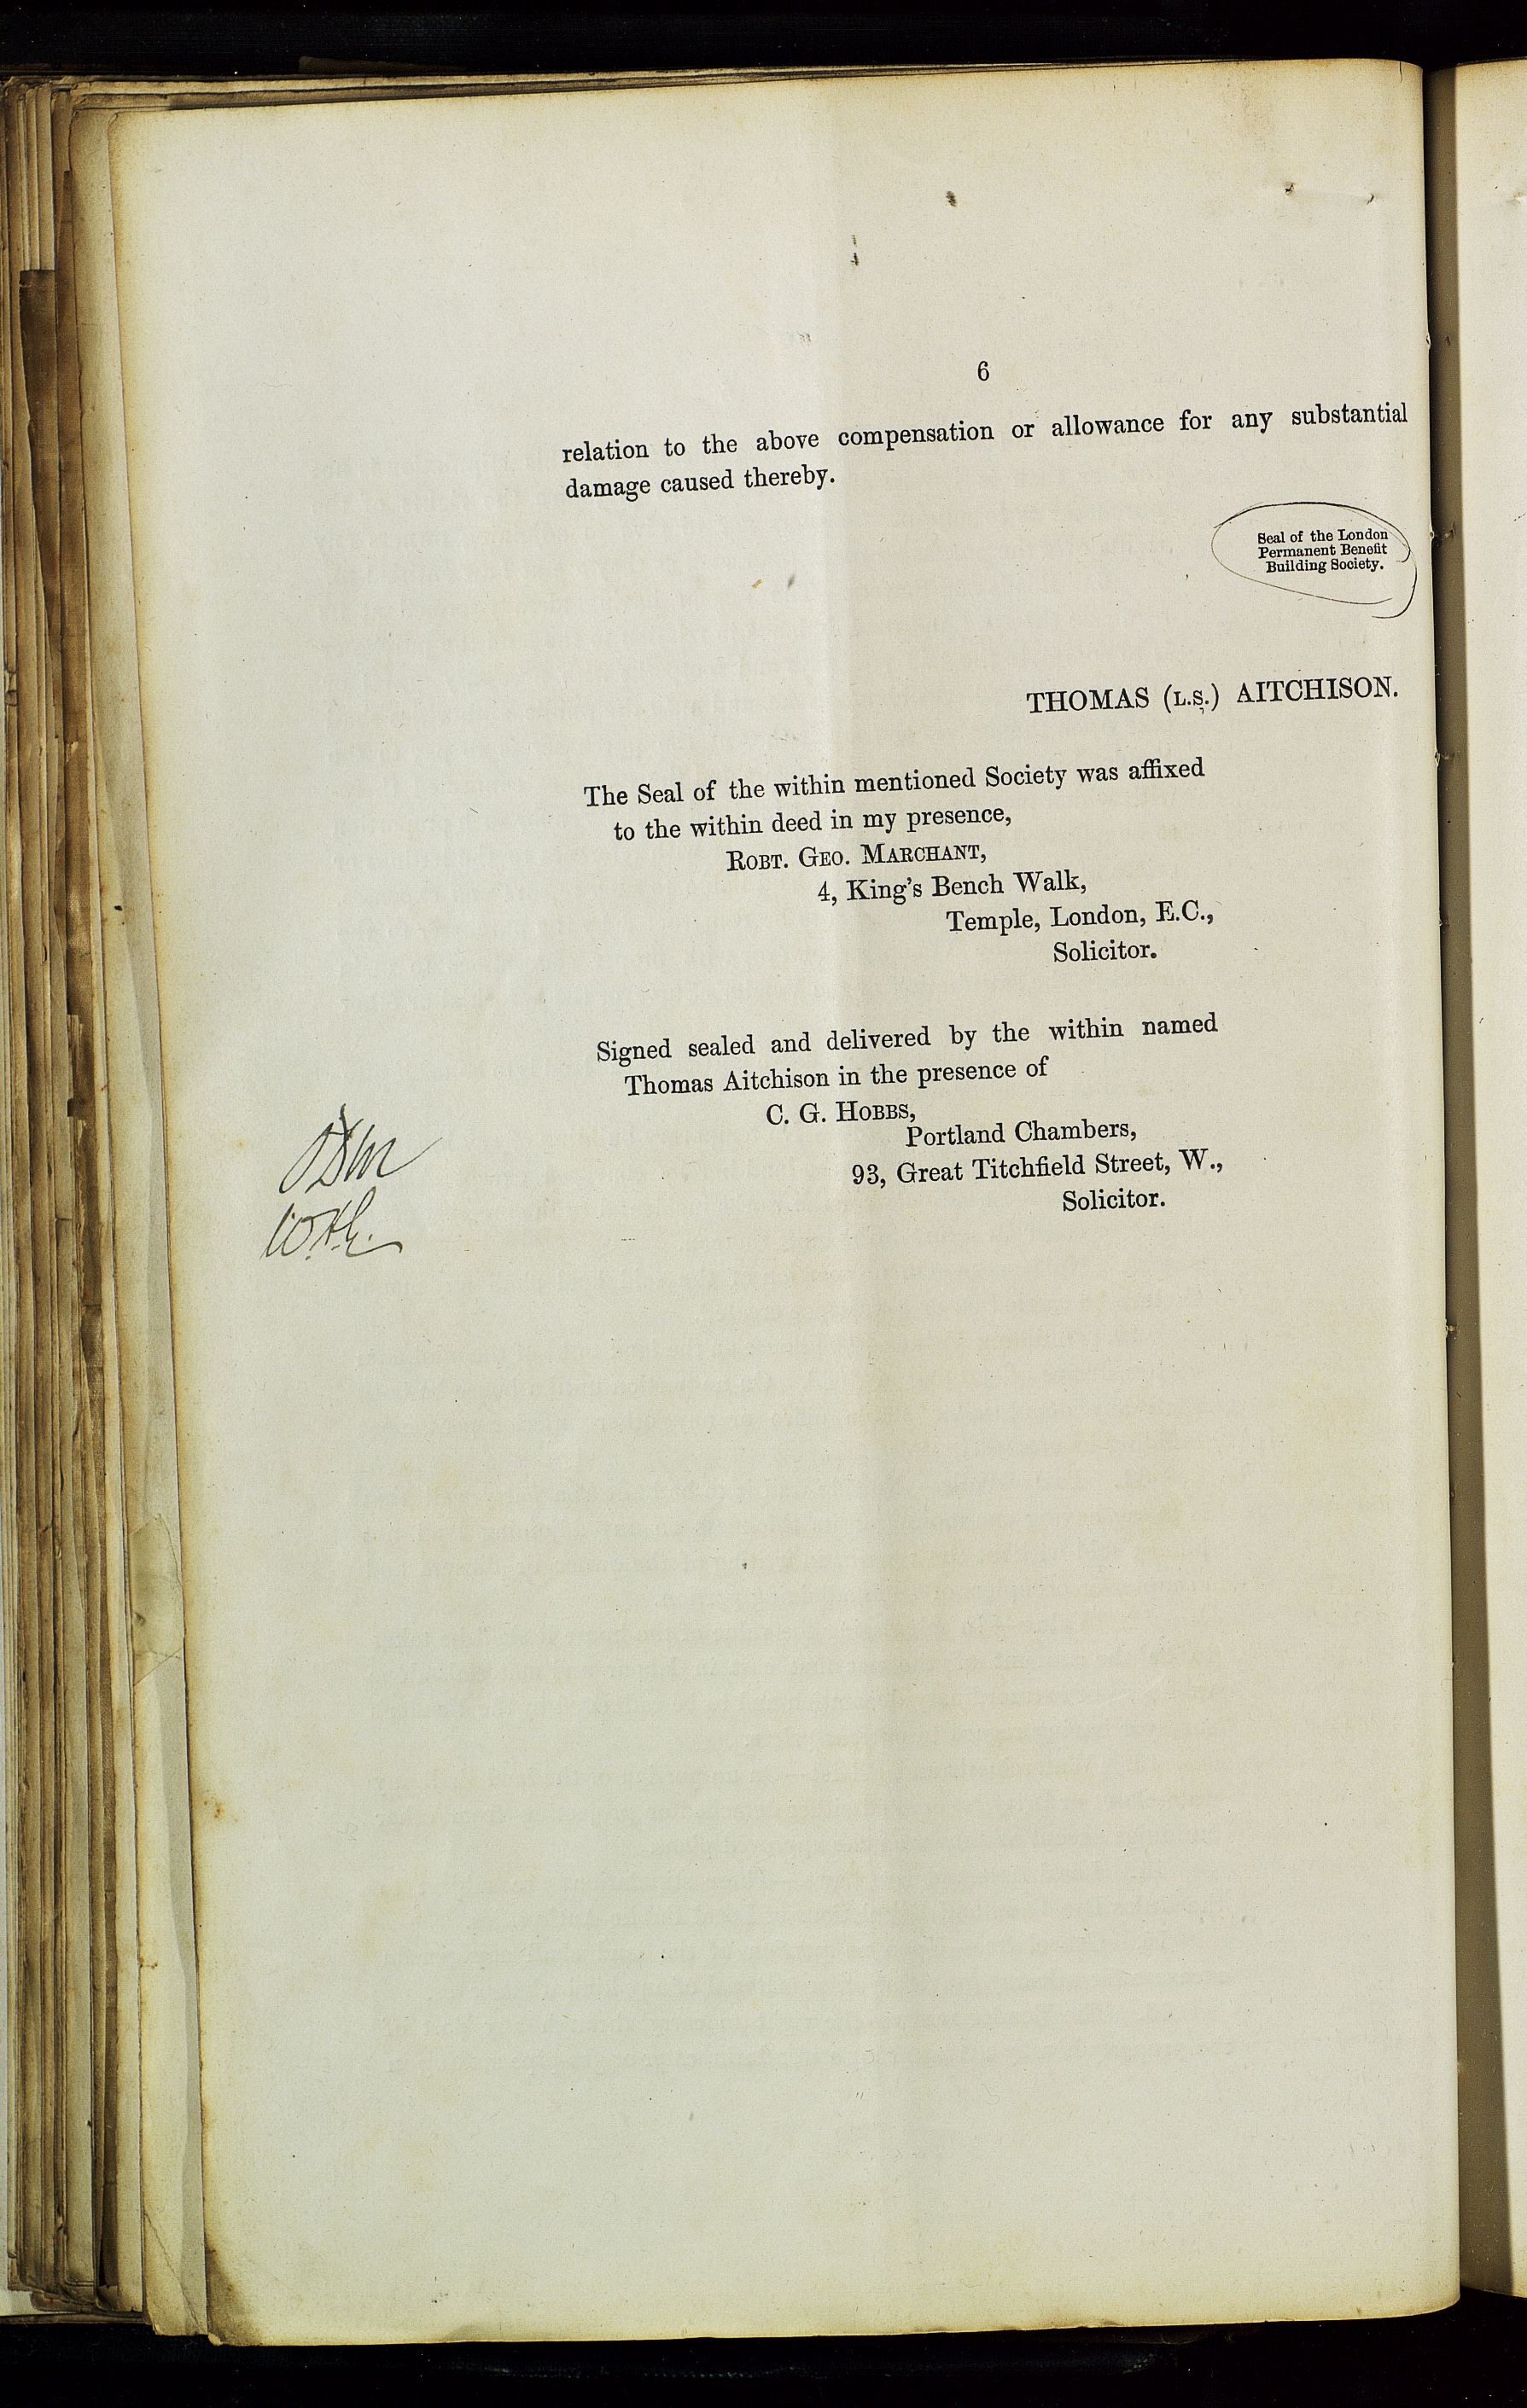 6
relation to the above compensation or allowance for any substantial
damage caused thereby.
Seal of the London
Permanent Benefit
Building Society.
THOMAS (L.S.) AITCHISON.
The Seal of the within mentioned Society was affixed
to the within deed in my presence,
ROBT. GEO. MARCHANT,
4, King's Bench Walk,
Temple, London, E.C.,
Solicitor.
Signed sealed and delivered by the within named
Thomas Aitchison in the presence of
C. G. HOBBS,
Portland Chambers,
93, Great Titchfield Street, W.,
Solicitor.